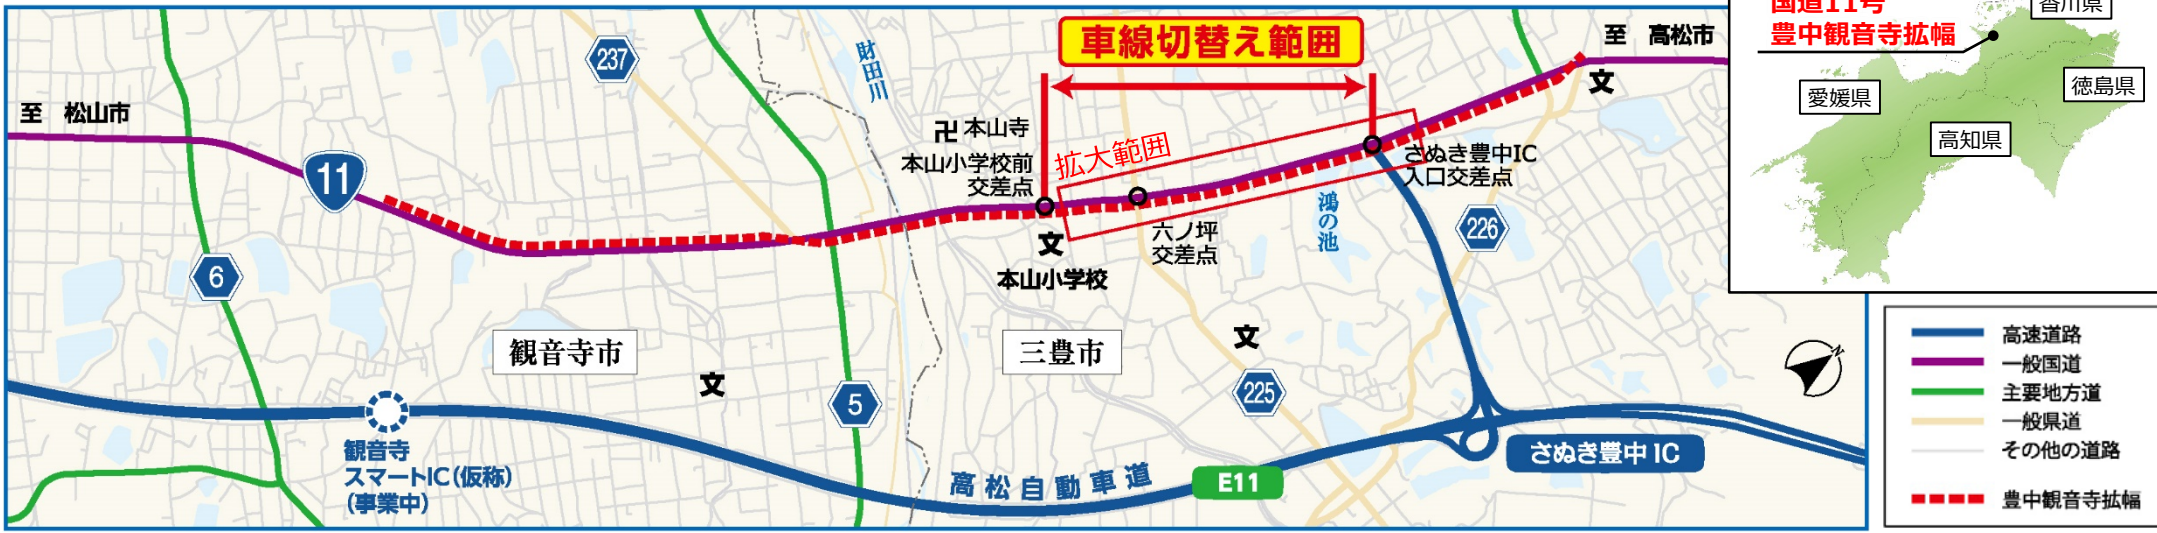 国道11号
豊中観音寺拡幅
香川県
愛媛県
徳島県
高知県
237
財田川
車線切替え範囲
至 高松市
文
至 松山市
卍 本山寺
本山小学校前
交差点
拡大範囲
さぬき豊中IC
入口交差点
11
鴻の池
226
六ノ坪
交差点
文
本山小学校
6
観音寺市
三豊市
文
文
225
5
観音寺
スマートIC(仮称)
(事業中)
高松自動車道
E11
さぬき豊中 IC
N
高速道路
一般国道
主要地方道
一般県道
その他の道路
豊中観音寺拡幅